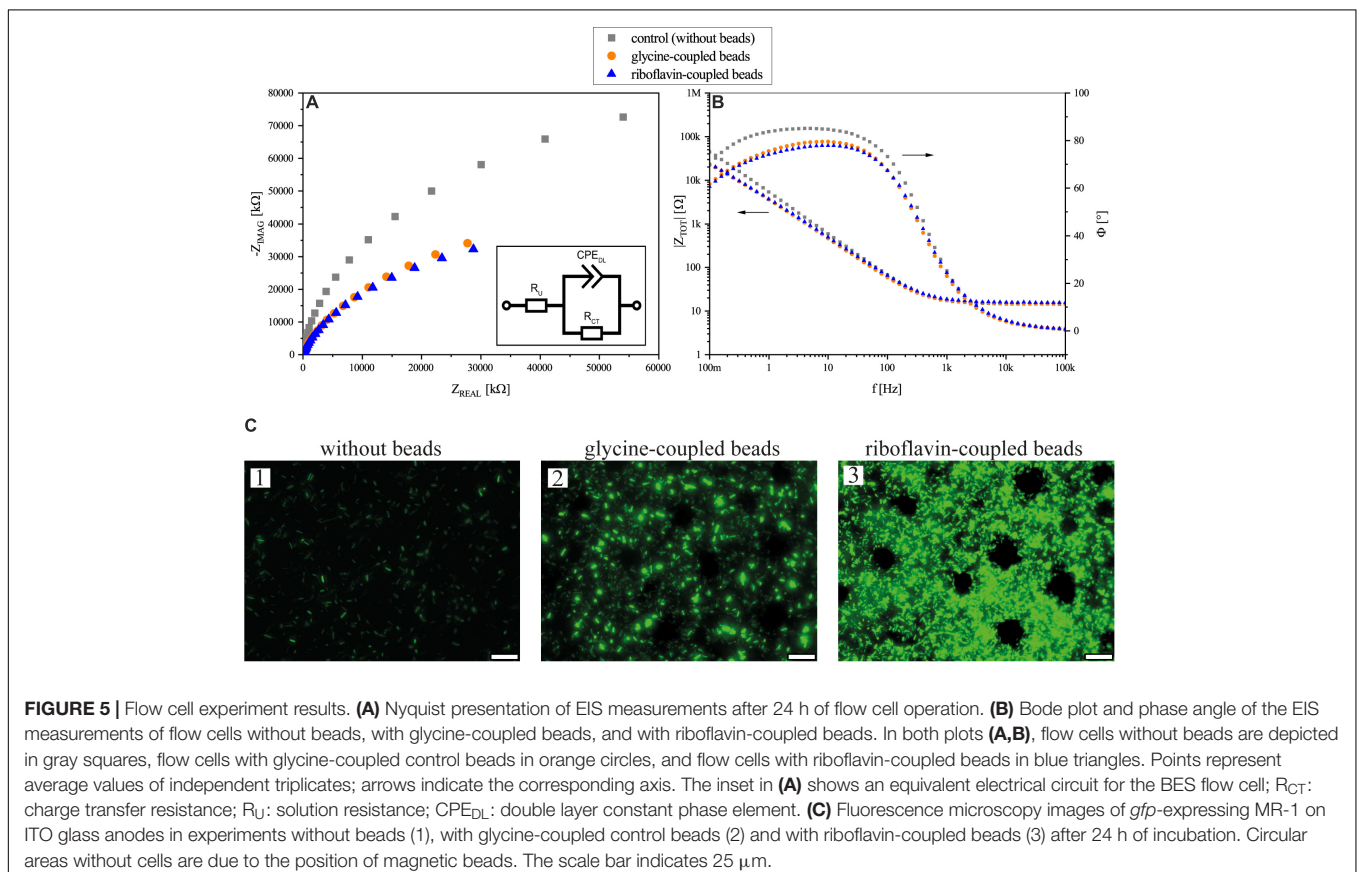 control (without beads)
glycine-coupled beads
riboflavin-coupled beads
A
80000
70000
60000
50000
40000
30000
20000
10000
0
-Z_IMAG [kΩ]
0 10000 20000 30000 40000 50000 60000
Z_REAL [kΩ]
CPE_DL
R_U
R_CT
B
1M
100k
10k
1k
100
10
1
|Z_TOT| [Ω]
100
80
60
40
20
0
Φ [°]
100m 1 10 100 1k 10k 100k
f [Hz]
C
without beads
glycine-coupled beads
riboflavin-coupled beads
1
2
3
FIGURE 5 | Flow cell experiment results. (A) Nyquist presentation of EIS measurements after 24 h of flow cell operation. (B) Bode plot and phase angle of the EIS
measurements of flow cells without beads, with glycine-coupled beads, and with riboflavin-coupled beads. In both plots (A,B), flow cells without beads are depicted
in gray squares, flow cells with glycine-coupled control beads in orange circles, and flow cells with riboflavin-coupled beads in blue triangles. Points represent
average values of independent triplicates; arrows indicate the corresponding axis. The inset in (A) shows an equivalent electrical circuit for the BES flow cell; R_CT:
charge transfer resistance; R_U: solution resistance; CPE_DL: double layer constant phase element. (C) Fluorescence microscopy images of gfp-expressing MR-1 on
ITO glass anodes in experiments without beads (1), with glycine-coupled control beads (2) and with riboflavin-coupled beads (3) after 24 h of incubation. Circular
areas without cells are due to the position of magnetic beads. The scale bar indicates 25 μm.